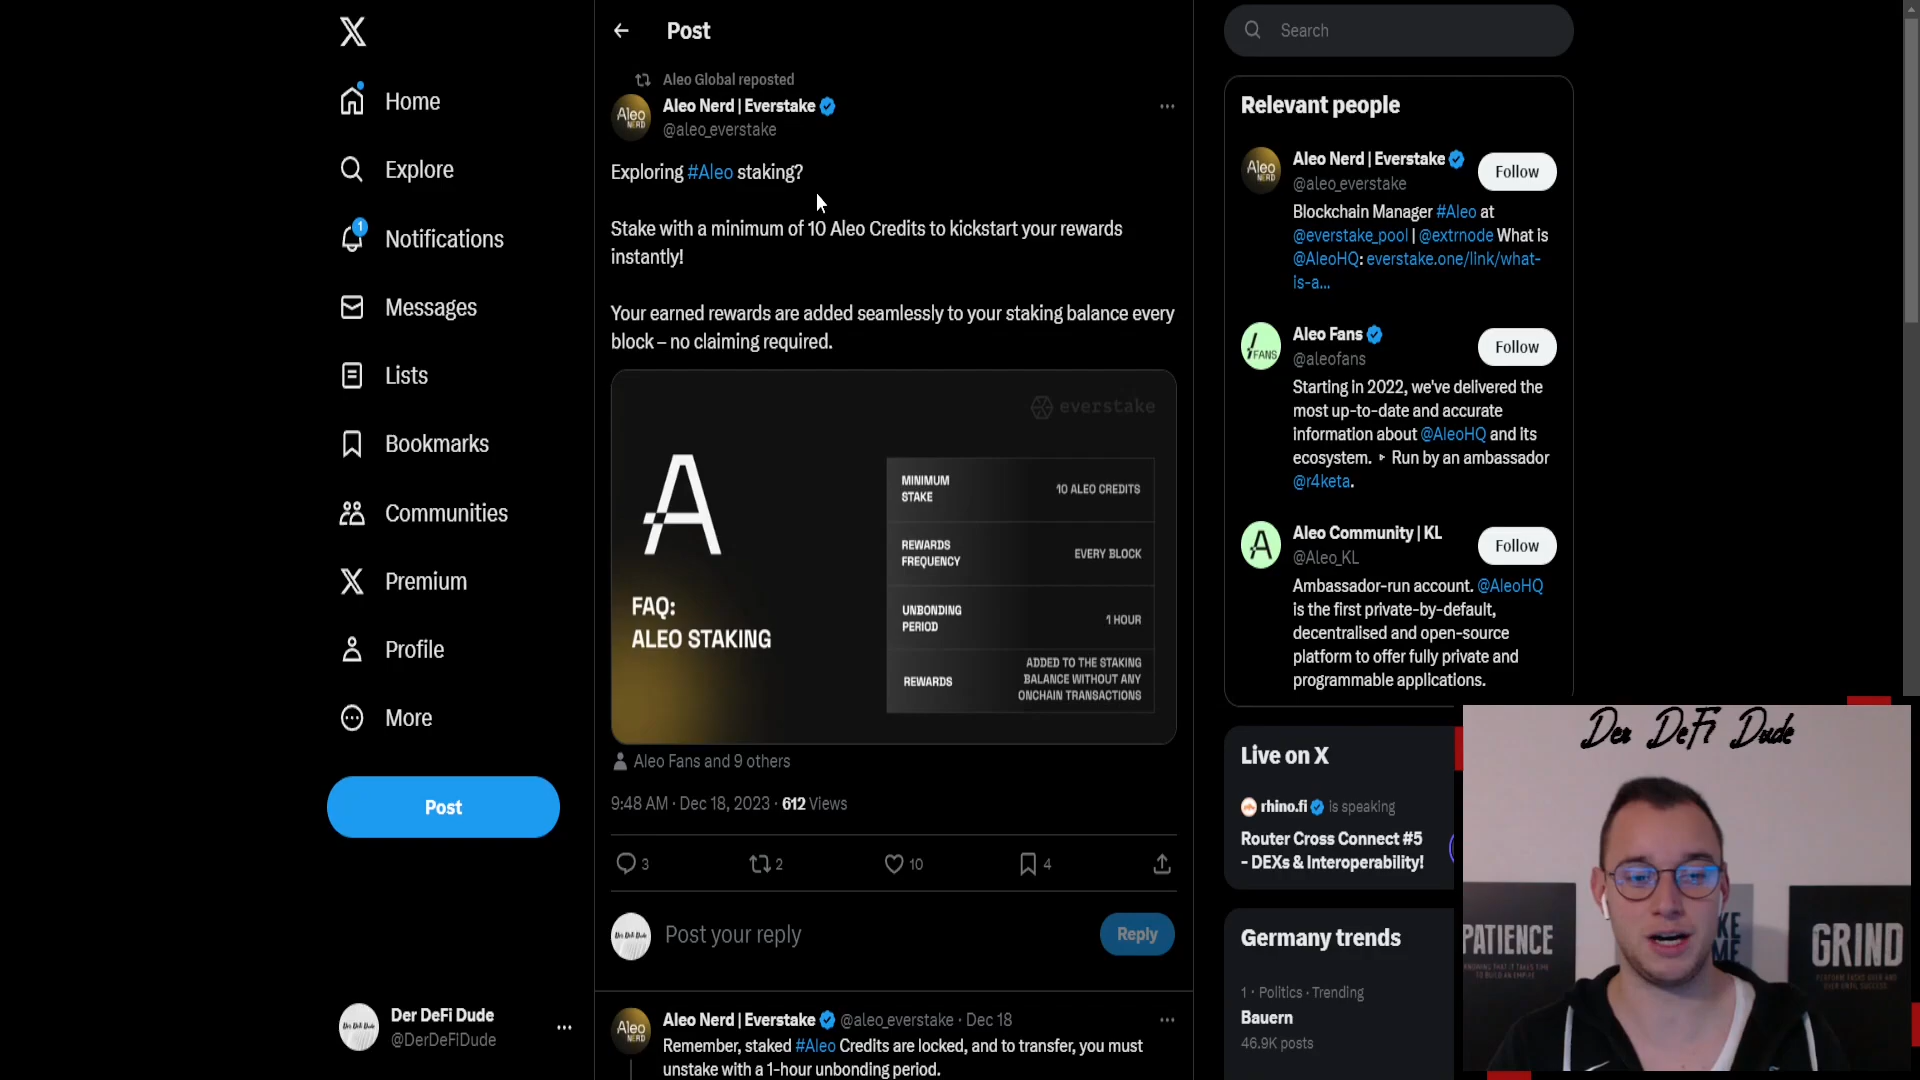 Home
Explore
1
Notifications
Messages
Lists
Bookmarks
Communities
Premium
Profile
More
Post
Der DeFi Dude
@DerDeFiDude
Post
Aleo Global reposted
Aleo Nerd | Everstake
@aleo_everstake
Exploring #Aleo staking?
Stake with a minimum of 10 Aleo Credits to kickstart your rewards
instantly!
Your earned rewards are added seamlessly to your staking balance every
block – no claiming required.
everstake
FAQ:
ALEO STAKING
MINIMUM
STAKE
10 ALEO CREDITS
REWARDS
FREQUENCY
EVERY BLOCK
UNBONDING
PERIOD
1 HOUR
REWARDS
ADDED TO THE STAKING
BALANCE WITHOUT ANY
ONCHAIN TRANSACTIONS
Aleo Fans and 9 others
9:48 AM · Dec 18, 2023 · 612 Views
3
2
10
4
Post your reply
Reply
Aleo Nerd | Everstake @aleo_everstake · Dec 18
Remember, staked #Aleo Credits are locked, and to transfer, you must
unstake with a 1-hour unbonding period.
Search
Relevant people
Aleo Nerd | Everstake
@aleo_everstake
Follow
Blockchain Manager #Aleo at
@everstake_pool | @extrnode What is
@AleoHQ: everstake.one/link/what-
is-a...
Aleo Fans
@aleofans
Follow
Starting in 2022, we've delivered the
most up-to-date and accurate
information about @AleoHQ and its
ecosystem. ‣ Run by an ambassador
@r4keta.
Aleo Community | KL
@Aleo_KL
Follow
Ambassador-run account. @AleoHQ
is the first private-by-default,
decentralised and open-source
platform to offer fully private and
programmable applications.
Live on X
rhino.fi is speaking
Router Cross Connect #5
- DEXs & Interoperability!
Germany trends
1 · Politics · Trending
Bauern
46.9K posts
Der DeFi Dude
PATIENCE
GRIND